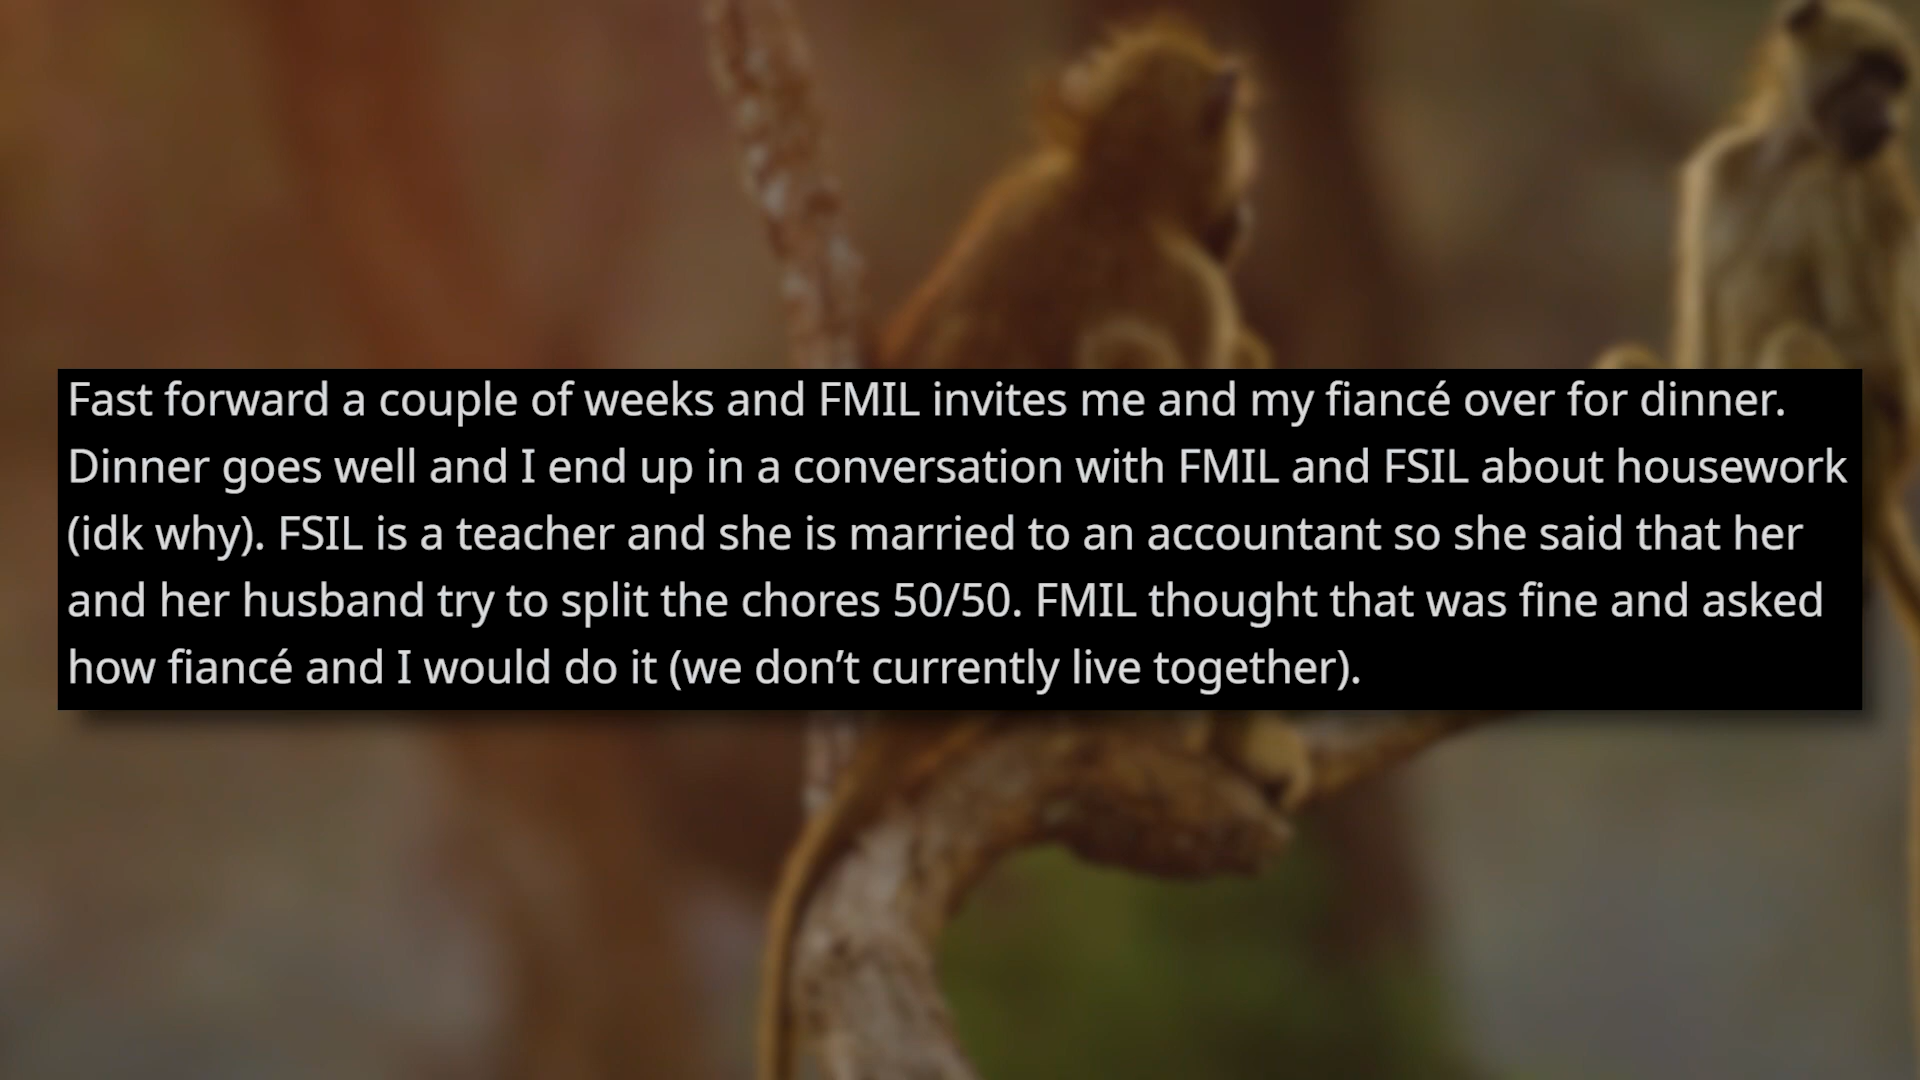 Fast forward a couple of weeks and FMIL invites me and my fiancé over for dinner.
Dinner goes well and I end up in a conversation with FMIL and FSIL about housework
(idk why). FSIL is a teacher and she is married to an accountant so she said that her
and her husband try to split the chores 50/50. FMIL thought that was fine and asked
how fiancé and I would do it (we don’t currently live together).